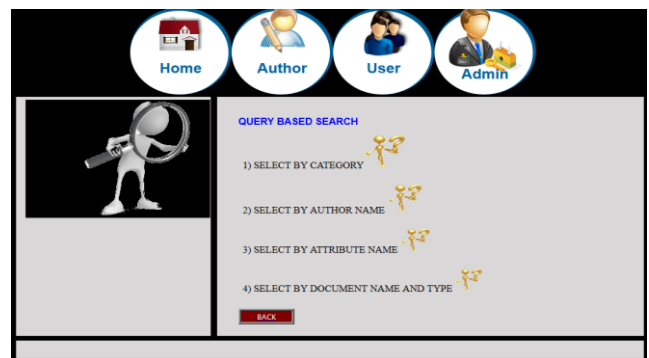 Home Author User Admin
QUERY BASED SEARCH
1) SELECT BY CATEGORY
2) SELECT BY AUTHOR NAME
3) SELECT BY ATTRIBUTE NAME
4) SELECT BY DOCUMENT NAME AND TYPE
BACK